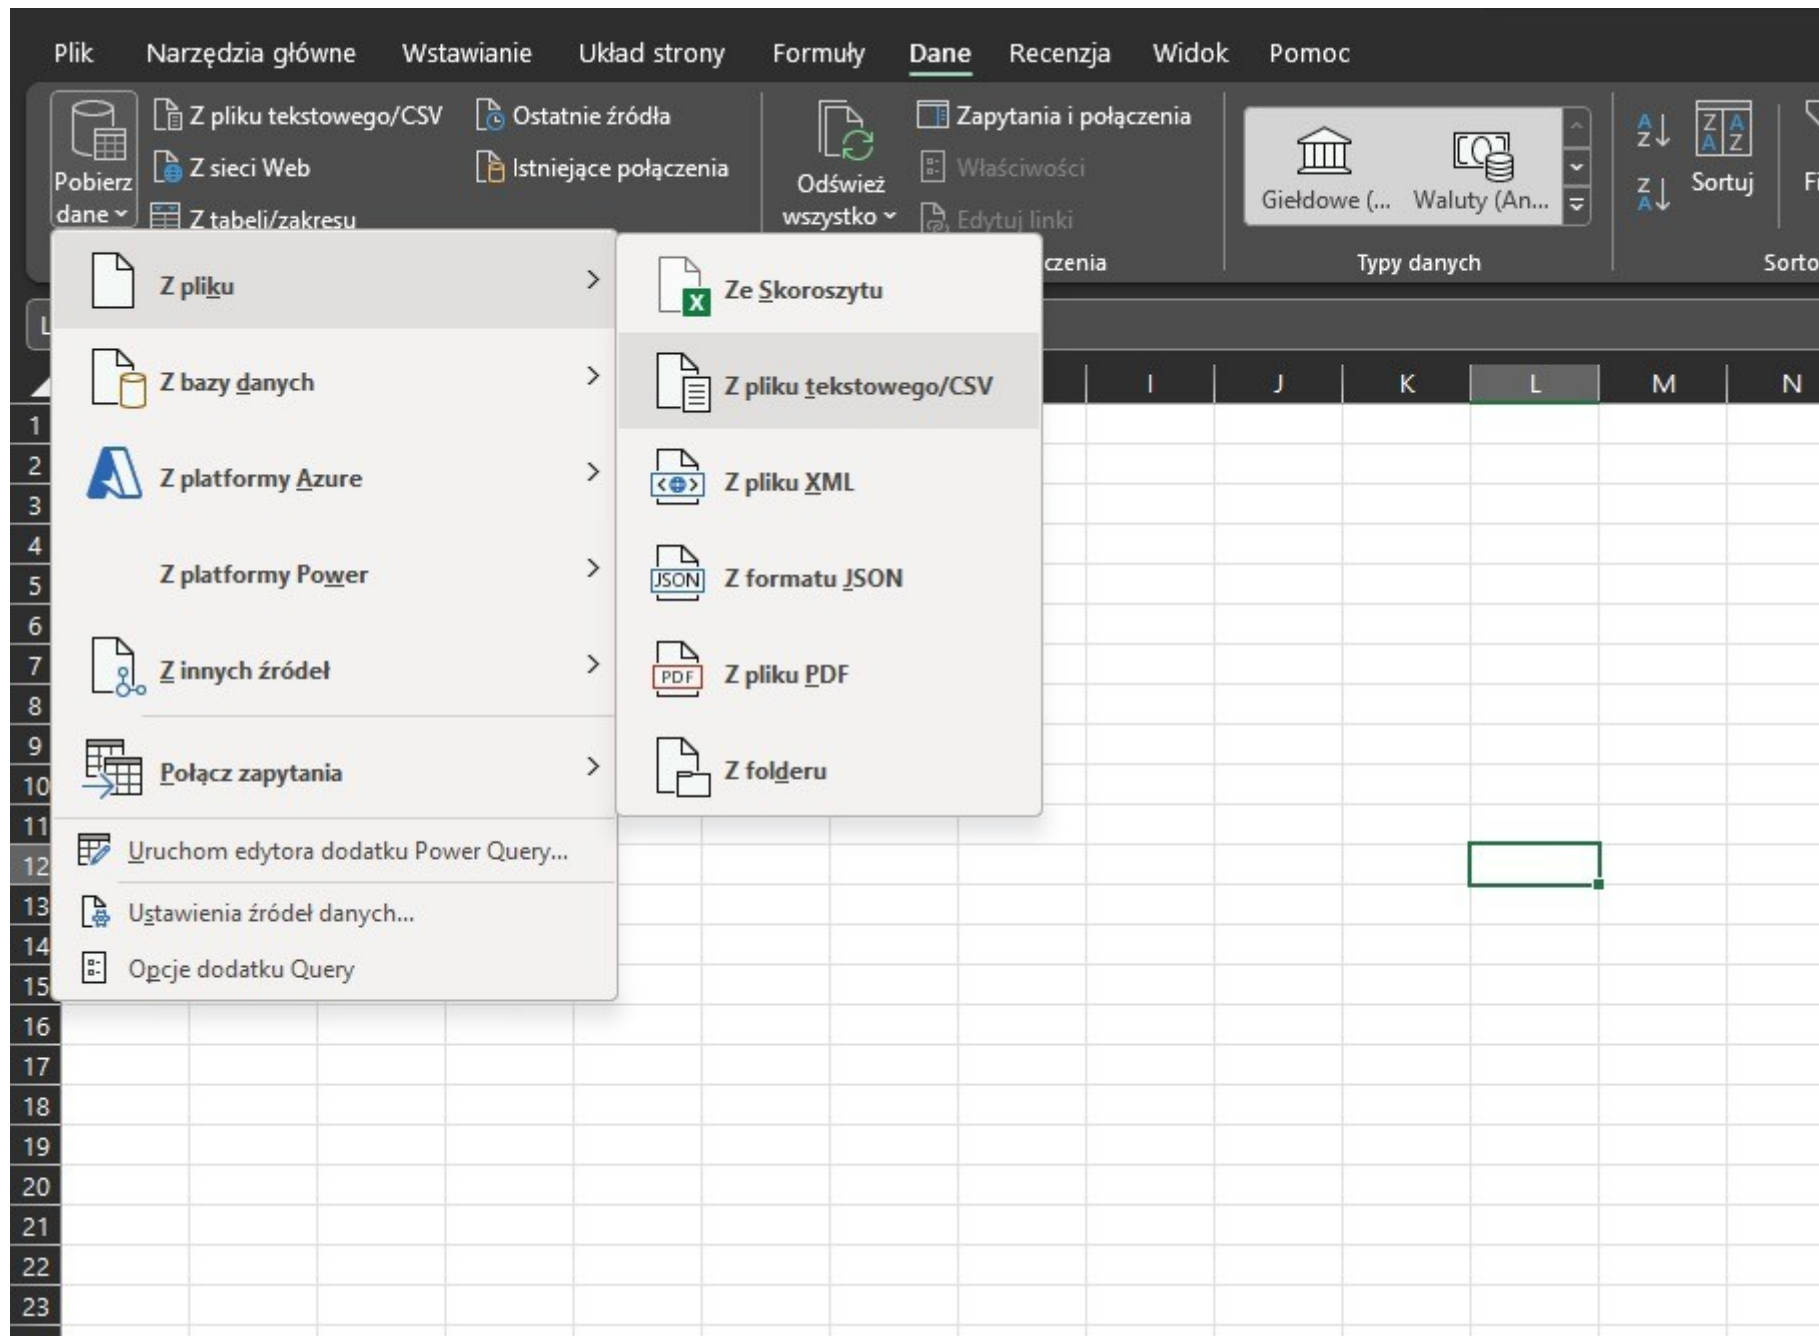 Plik Narzędzia główne Wstawianie Układ strony Formuły Dane Recenzja Widok Pomoc
Pobierz dane
Z pliku tekstowego/CSV
Z sieci Web
Z tabeli/zakresu
Ostatnie źródła
Istniejące połączenia
Odśwież wszystko
Zapytania i połączenia
Właściwości
Edytuj linki
czenia
Giełdowe (... Waluty (An...
Typy danych
A Z
Z A
Z A
A Z
Sortuj
Fi
Sorto
L
Z pliku
Z bazy danych
Z platformy Azure
Z platformy Power
Z innych źródeł
Połącz zapytania
Uruchom edytora dodatku Power Query...
Ustawienia źródeł danych...
Opcje dodatku Query
X Ze Skoroszytu
Z pliku tekstowego/CSV
Z pliku XML
JSON Z formatu JSON
PDF Z pliku PDF
Z folderu
I J K L M N
1
2
3
4
5
6
7
8
9
10
11
12
13
14
15
16
17
18
19
20
21
22
23